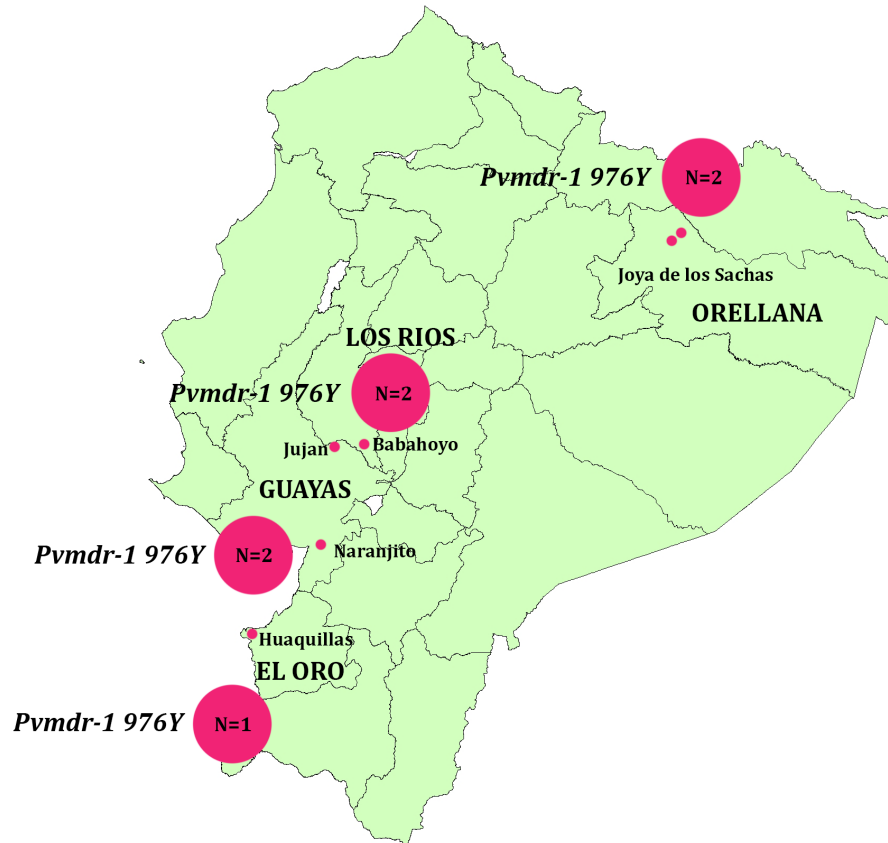 Pvmdr-1 976Y
N=2
Joya de los Sachas
ORELLANA
LOS RIOS
Pvmdr-1 976Y
N=2
Jujan
Babahoyo
GUAYAS
Pvmdr-1 976Y
N=2
Naranjito
Huaquillas
EL ORO
Pvmdr-1 976Y
N=1